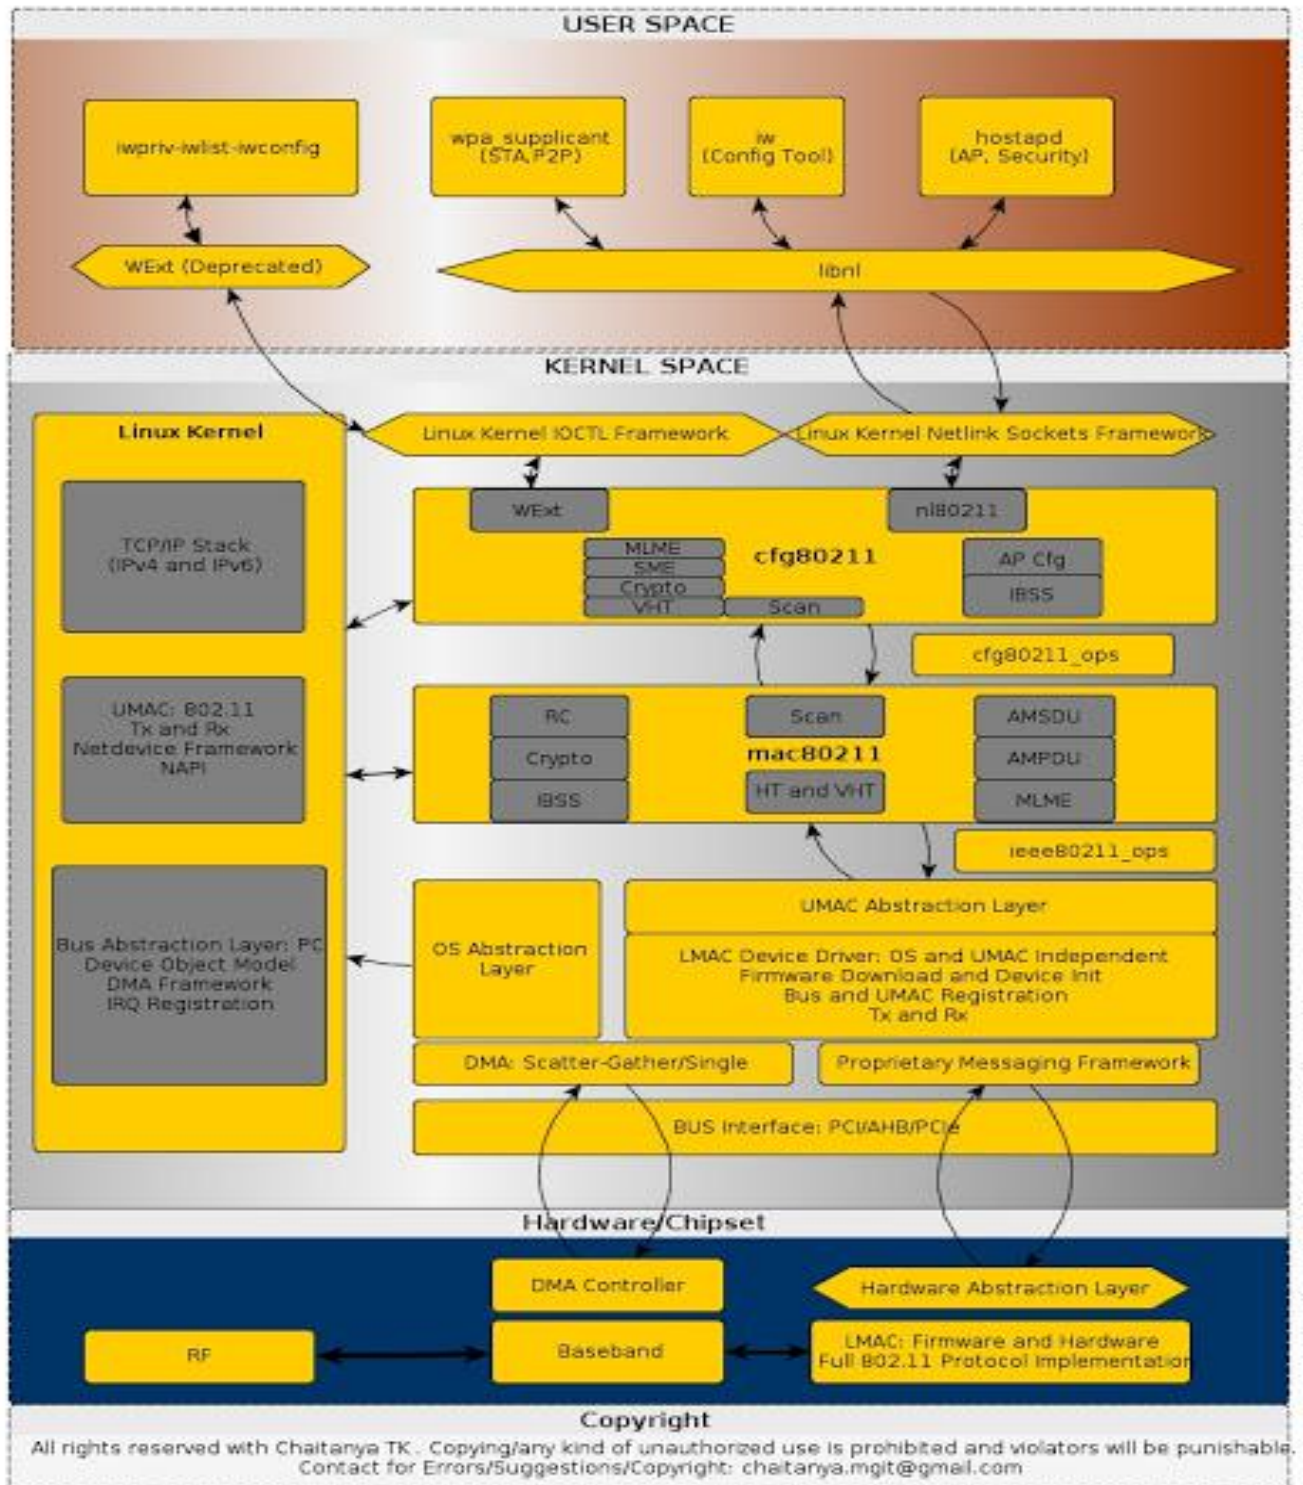 USER SPACE
iwpriv-iwlist-iwconfig
wpa_supplicant
(STA,P2P)
iw
(Config Tool)
hostapd
(AP, Security)
WExt (Deprecated)
libnl
KERNEL SPACE
Linux Kernel
TCP/IP Stack
(IPv4 and IPv6)
UMAC: 802.11
Tx and Rx
Netdevice Framework
NAPI
Bus Abstraction Layer: PC
Device Object Model
DMA Framework
IRQ Registration
Linux Kernel IOCTL Framework
Linux Kernel Netlink Sockets Framework
WExt
nl80211
MLME
SME
Crypto
VHT
Scan
cfg80211
AP Cfg
IBSS
cfg80211_ops
RC
Crypto
IBSS
Scan
mac80211
HT and VHT
AMSDU
AMPDU
MLME
ieee80211_ops
OS Abstraction
Layer
UMAC Abstraction Layer
LMAC Device Driver: OS and UMAC Independent
Firmware Download and Device Init
Bus and UMAC Registration
Tx and Rx
DMA: Scatter-Gather/Single
Proprietary Messaging Framework
BUS Interface: PCI/AHB/PCIe
Hardware/Chipset
DMA Controller
Hardware Abstraction Layer
RF
Baseband
LMAC: Firmware and Hardware
Full 802.11 Protocol Implementation
Copyright
All rights reserved with Chaitanya TK. Copying/any kind of unauthorized use is prohibited and violators will be punishable.
Contact for Errors/Suggestions/Copyright: chaitanya.mgit@gmail.com